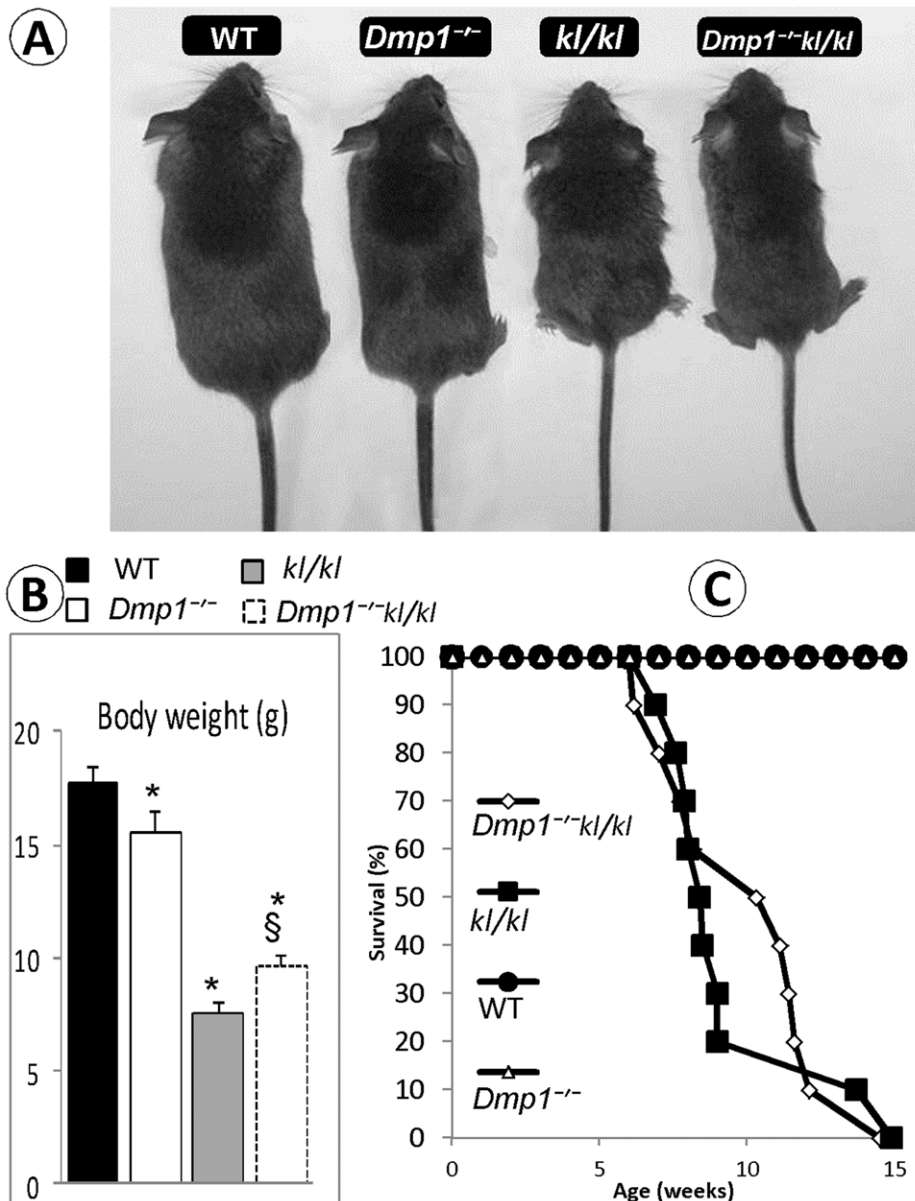 A
WT
Dmp1⁻′⁻
kl/kl
Dmp1⁻′⁻kl/kl
B
WT
kl/kl
Dmp1⁻′⁻
Dmp1⁻′⁻kl/kl
Body weight (g)
20
15
10
5
0
*
*
*
§
C
100
90
80
70
60
50
40
30
20
10
0
Survival (%)
Dmp1⁻′⁻kl/kl
kl/kl
WT
Dmp1⁻′⁻
0 5 10 15
Age (weeks)